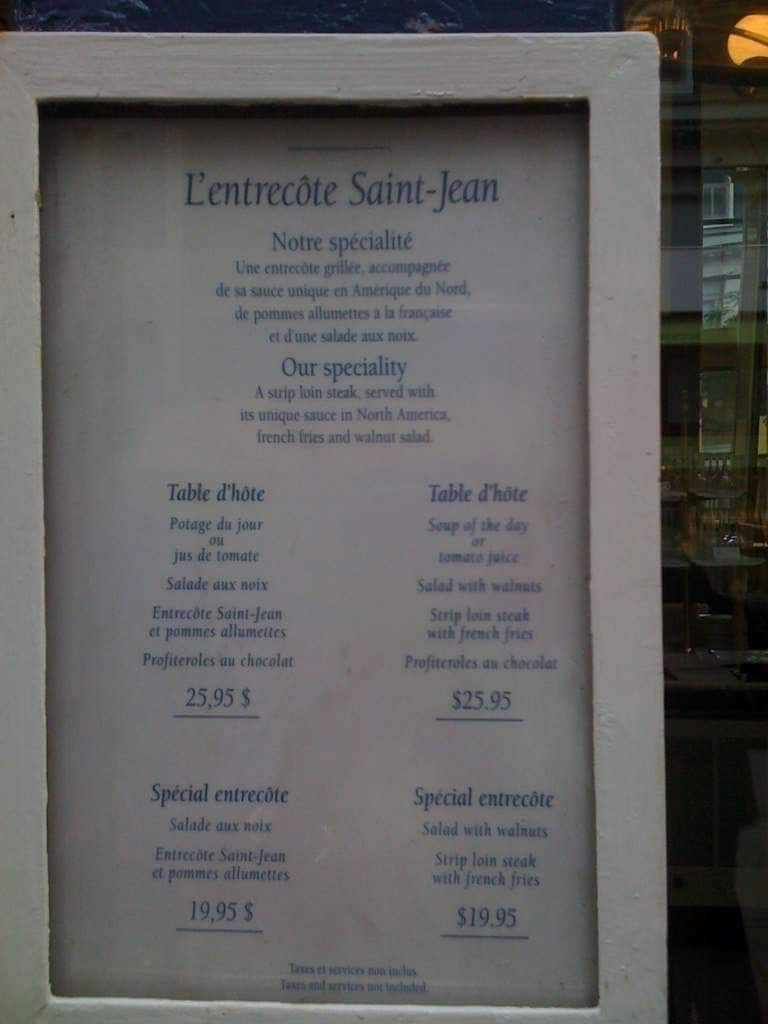 L'entrecôte Saint-Jean
Notre spécialité
Une entrecôte grillée, accompagnée
de sa sauce unique en Amérique du Nord,
de pommes allumettes à la française
et d'une salade aux noix.
Our speciality
A strip loin steak, served with
its unique sauce in North America,
french fries and walnut salad.
Table d'hôte
Potage du jour
ou
jus de tomate
Salade aux noix
Entrecôte Saint-Jean
et pommes allumettes
Profiteroles au chocolat
25,95 $
Table d'hôte
Soup of the day
or
tomato juice
Salad with walnuts
Strip loin steak
with french fries
Profiteroles au chocolat
$25.95
Spécial entrecôte
Salade aux noix
Entrecôte Saint-Jean
et pommes allumettes
19,95 $
Spécial entrecôte
Salad with walnuts
Strip loin steak
with french fries
$19.95
Taxes et services non inclus.
Taxes and services not included.